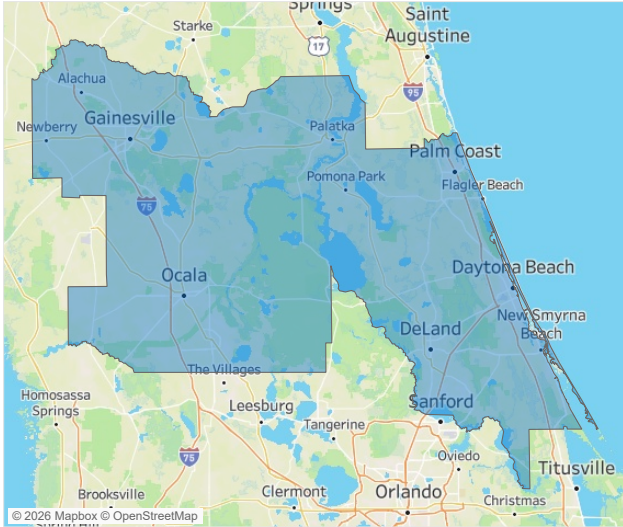 Springs
Saint
Augustine
Starke
17
Alachua
95
Gainesville
Newberry
Palatka
Palm Coast
Pomona Park
Flagler Beach
75
Ocala
Daytona Beach
New Smyrna
Beach
DeLand
The Villages
Homosassa
Springs
Leesburg
Sanford
Tangerine
75
Oviedo
Titusville
Brooksville
Clermont
Orlando
Christmas
© 2026 Mapbox © OpenStreetMap